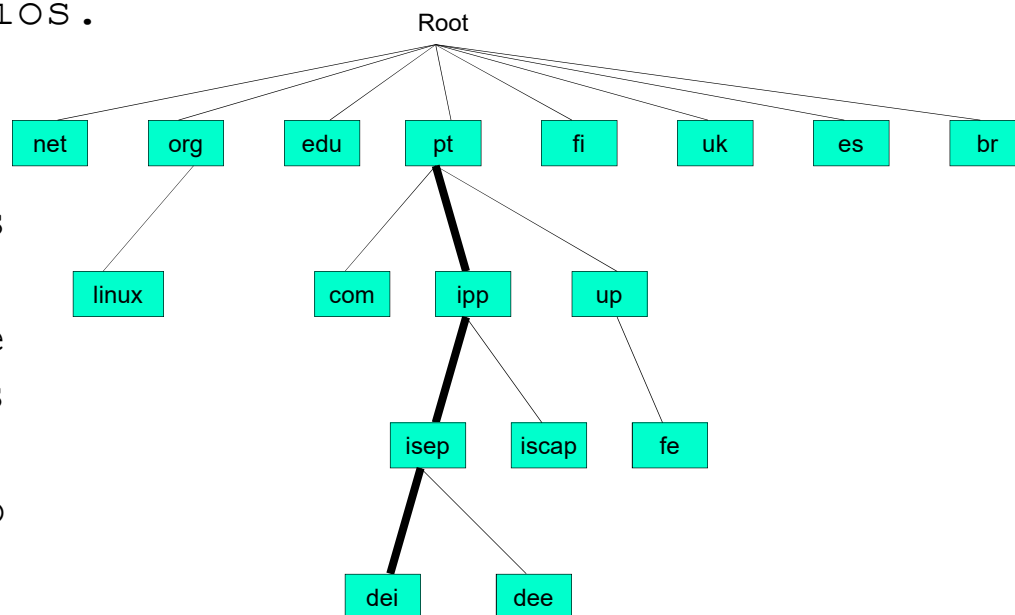 Root
net org edu pt fi uk es br
linux com ipp up
isep iscap fe
dei dee